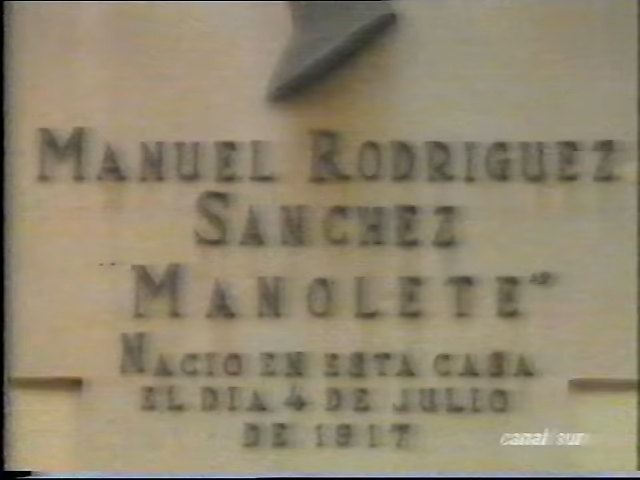 MANUEL RODRIGUEZ
SANCHEZ
"MANOLETE"
NACIO EN ESTA CASA
EL DIA 4 DE JULIO
DE 1917
canal sur